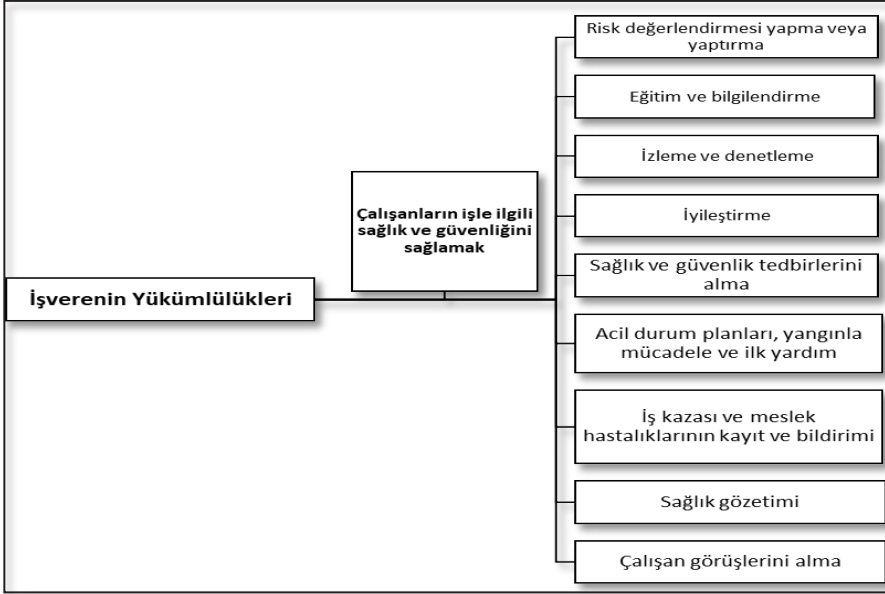 İşverenin Yükümlülükleri
Çalışanların işle ilgili
sağlık ve güvenliğini
sağlamak
Risk değerlendirmesi yapma veya
yaptırma
Eğitim ve bilgilendirme
İzleme ve denetleme
İyileştirme
Sağlık ve güvenlik tedbirlerini
alma
Acil durum planları, yangınla
mücadele ve ilk yardım
İş kazası ve meslek
hastalıklarının kayıt ve bildirimi
Sağlık gözetimi
Çalışan görüşlerini alma